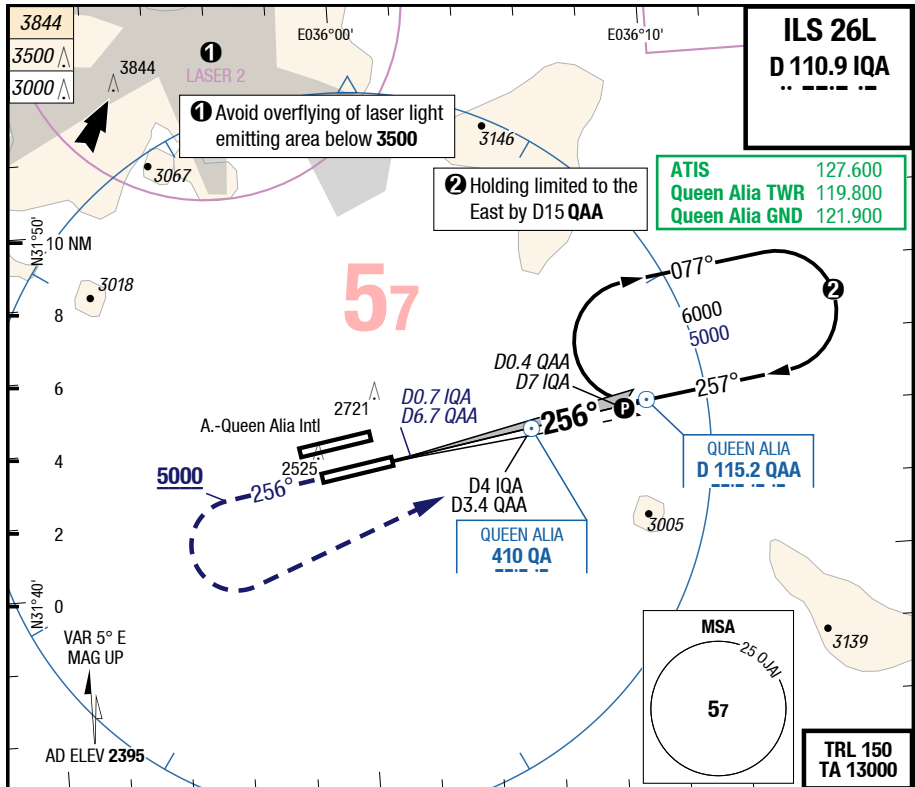 3844
3500
3000
3844
❶
LASER 2
E036°00'
E036°10'
ILS 26L
D 110.9 IQA
❶ Avoid overflying of laser light
emitting area below 3500
3146
3067
❷ Holding limited to the
East by D15 QAA
ATIS 127.600
Queen Alia TWR 119.800
Queen Alia GND 121.900
N31°50'
10 NM
3018
57
077°
❷
8
6000
5000
D0.4 QAA
D7 IQA
257°
6
D0.7 IQA
D6.7 QAA
2721
256°
P
A.-Queen Alia Intl
QUEEN ALIA
D 115.2 QAA
4
2525
5000
256°
D4 IQA
D3.4 QAA
3005
QUEEN ALIA
410 QA
2
N31°40'
0
VAR 5° E
MAG UP
MSA
25 OJAI
57
3139
AD ELEV 2395
TRL 150
TA 13000